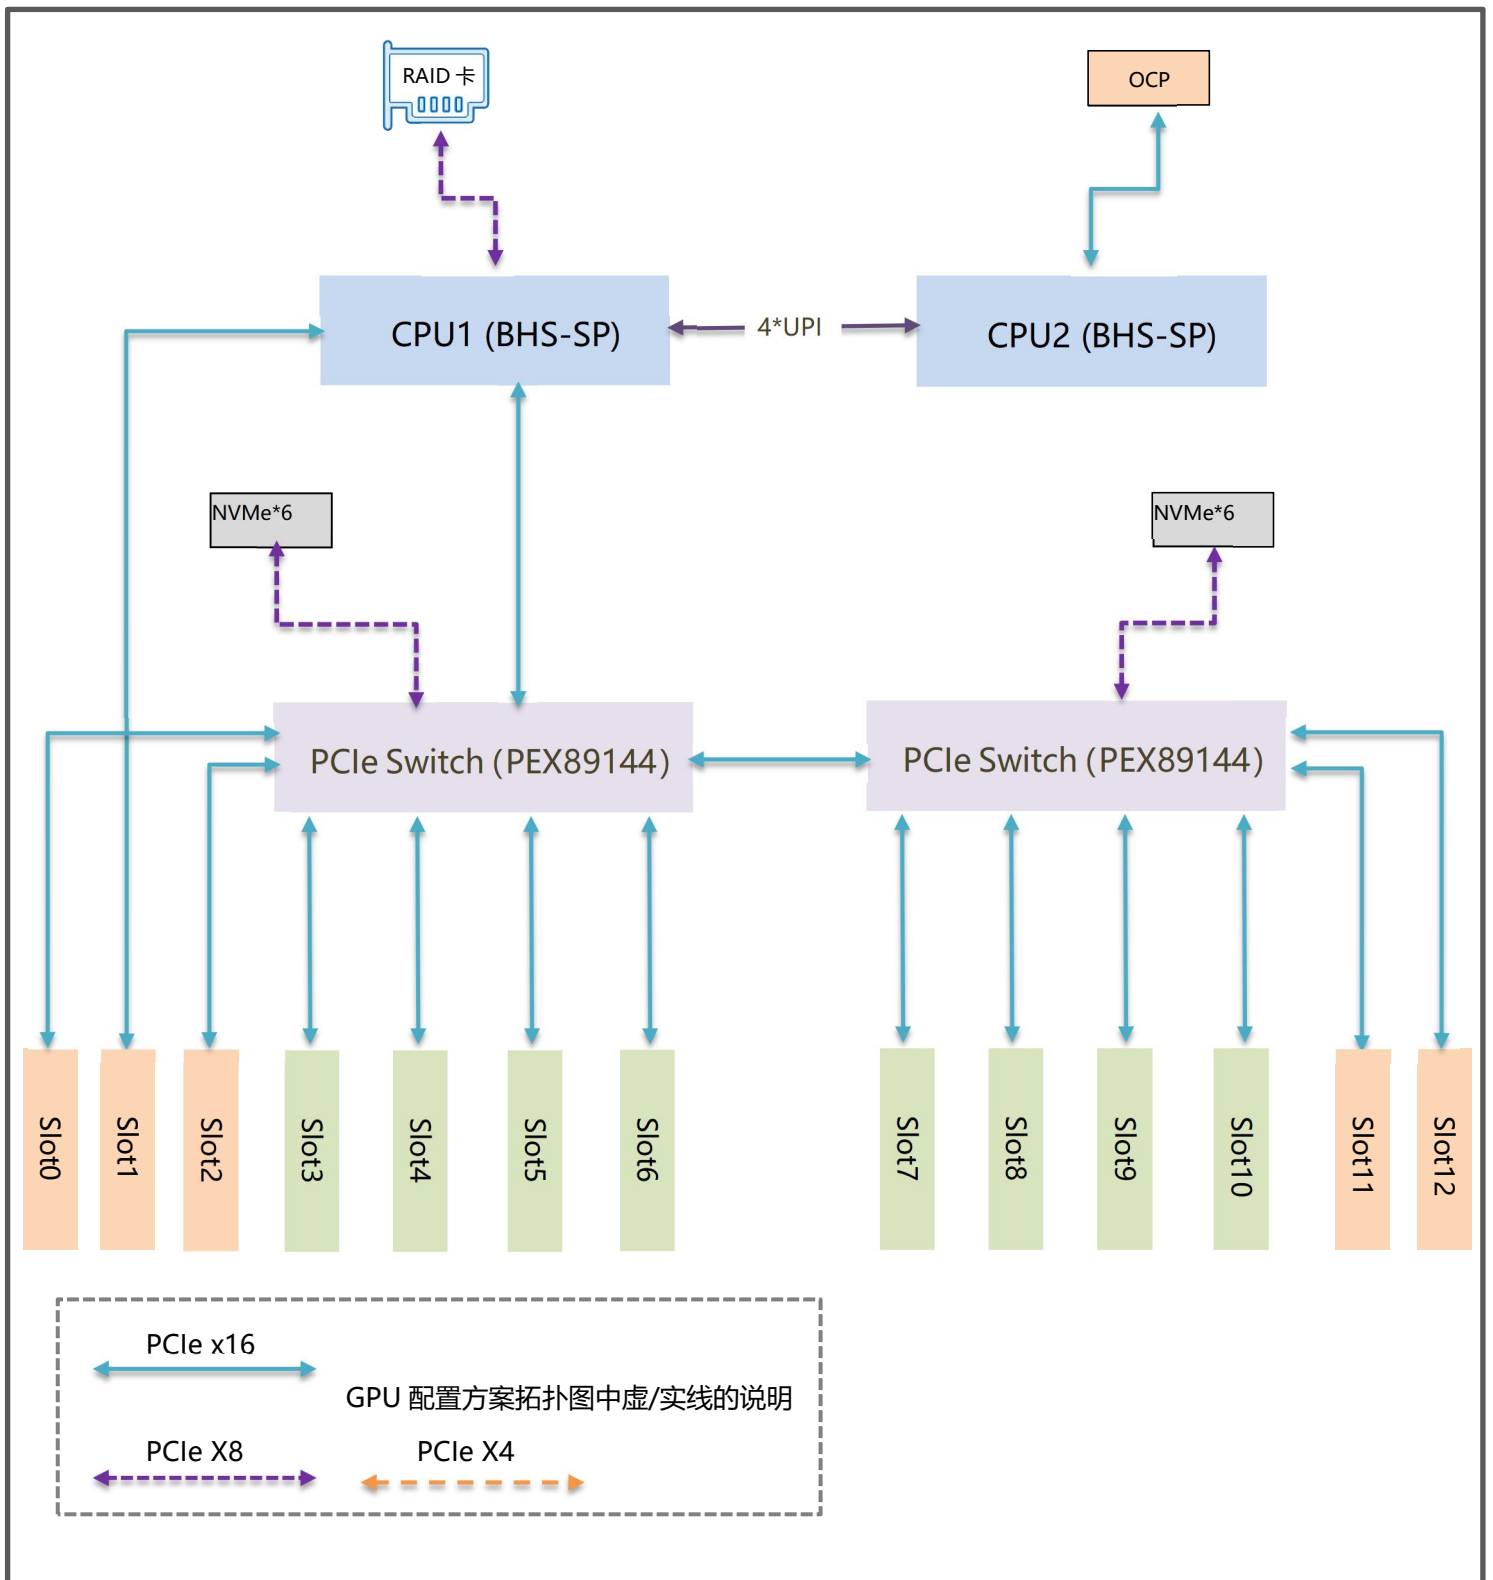 RAID 卡
OCP
CPU1 (BHS-SP)
4*UPI
CPU2 (BHS-SP)
NVMe*6
NVMe*6
PCIe Switch (PEX89144)
PCIe Switch (PEX89144)
Slot0
Slot1
Slot2
Slot3
Slot4
Slot5
Slot6
Slot7
Slot8
Slot9
Slot10
Slot11
Slot12
PCIe x16
GPU 配置方案拓扑图中虚/实线的说明
PCIe X8
PCIe X4